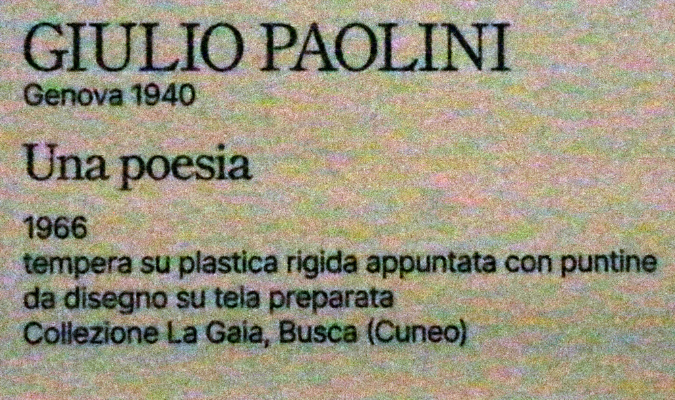 GIULIO PAOLINI
Genova 1940
Una poesia
1966
tempera su plastica rigida appuntata con puntine
da disegno su tela preparata
Collezione La Gaia, Busca (Cuneo)